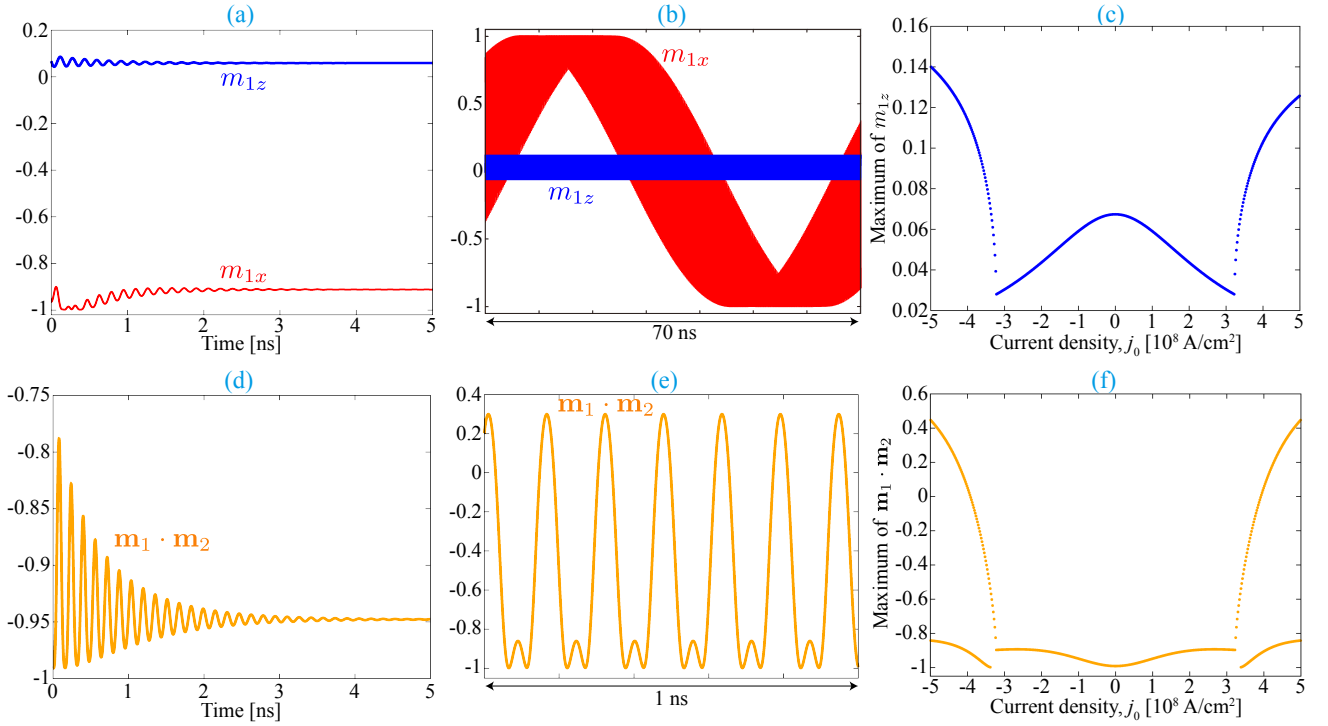 (a)
0.2
0
-0.2
-0.4
-0.6
-0.8
-1
m1z
m1x
0 1 2 3 4 5
Time [ns]
(b)
1
0.5
0
-0.5
-1
m1x
m1z
70 ns
(c)
Maximum of m1z
0.16
0.14
0.12
0.10
0.08
0.06
0.04
0.02
-5 -4 -3 -2 -1 0 1 2 3 4 5
Current density, j0 [10⁸ A/cm²]
(d)
-0.75
-0.8
-0.85
-0.9
-0.95
-1
m1 · m2
0 1 2 3 4 5
Time [ns]
(e)
0.4
0.2
0
-0.2
-0.4
-0.6
-0.8
-1
m1 · m2
1 ns
(f)
Maximum of m1 · m2
0.6
0.4
0.2
0
-0.2
-0.4
-0.6
-0.8
-1
-5 -4 -3 -2 -1 0 1 2 3 4 5
Current density, j0 [10⁸ A/cm²]